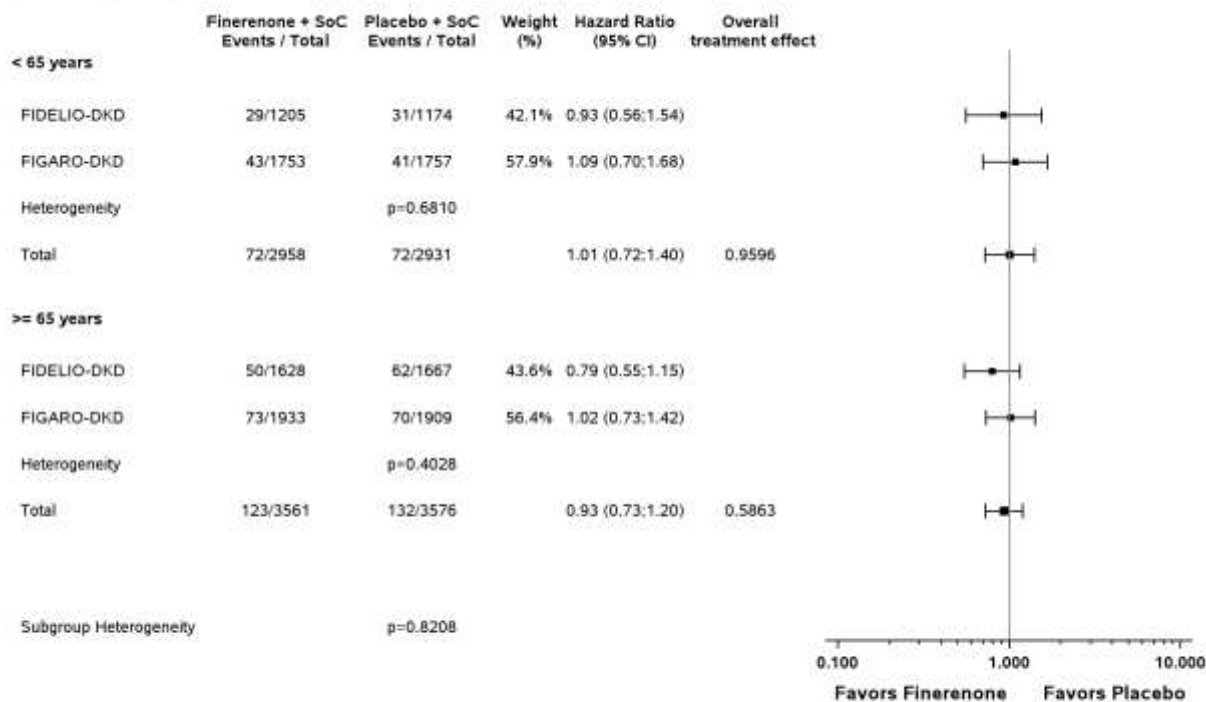 Finerenone + SoC Placebo + SoC Weight Hazard Ratio Overall
Events / Total Events / Total (%) (95% CI) treatment effect
< 65 years
FIDELIO-DKD 29/1205 31/1174 42.1% 0.93 (0.56;1.54)
FIGARO-DKD 43/1753 41/1757 57.9% 1.09 (0.70;1.68)
Heterogeneity p=0.6810
Total 72/2958 72/2931 1.01 (0.72;1.40) 0.9596
>= 65 years
FIDELIO-DKD 50/1628 62/1667 43.6% 0.79 (0.55;1.15)
FIGARO-DKD 73/1933 70/1909 56.4% 1.02 (0.73;1.42)
Heterogeneity p=0.4028
Total 123/3561 132/3576 0.93 (0.73;1.20) 0.5863
Subgroup Heterogeneity p=0.8208
0.100 1.000 10.000
Favors Finerenone Favors Placebo